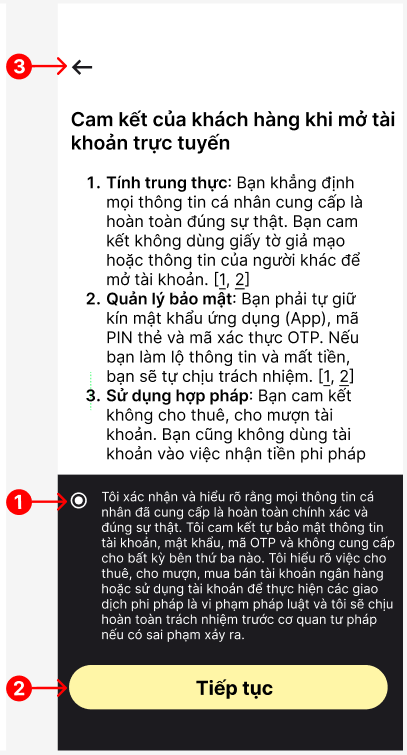 3
Cam kết của khách hàng khi mở tài
khoản trực tuyến
1. Tính trung thực: Bạn khẳng định
mọi thông tin cá nhân cung cấp là
hoàn toàn đúng sự thật. Bạn cam
kết không dùng giấy tờ giả mạo
hoặc thông tin của người khác để
mở tài khoản. [1, 2]
2. Quản lý bảo mật: Bạn phải tự giữ
kín mật khẩu ứng dụng (App), mã
PIN thẻ và mã xác thực OTP. Nếu
bạn làm lộ thông tin và mất tiền,
bạn sẽ tự chịu trách nhiệm. [1, 2]
3. Sử dụng hợp pháp: Bạn cam kết
không cho thuê, cho mượn tài
khoản. Bạn cũng không dùng tài
khoản vào việc nhận tiền phi pháp
1
Tôi xác nhận và hiểu rõ rằng mọi thông tin cá
nhân đã cung cấp là hoàn toàn chính xác và
đúng sự thật. Tôi cam kết tự bảo mật thông tin
tài khoản, mật khẩu, mã OTP và không cung cấp
cho bất kỳ bên thứ ba nào. Tôi hiểu rõ việc cho
thuê, cho mượn, mua bán tài khoản ngân hàng
hoặc sử dụng tài khoản để thực hiện các giao
dịch phi pháp là vi phạm pháp luật và tôi sẽ chịu
hoàn toàn trách nhiệm trước cơ quan tư pháp
nếu có sai phạm xảy ra.
2
Tiếp tục